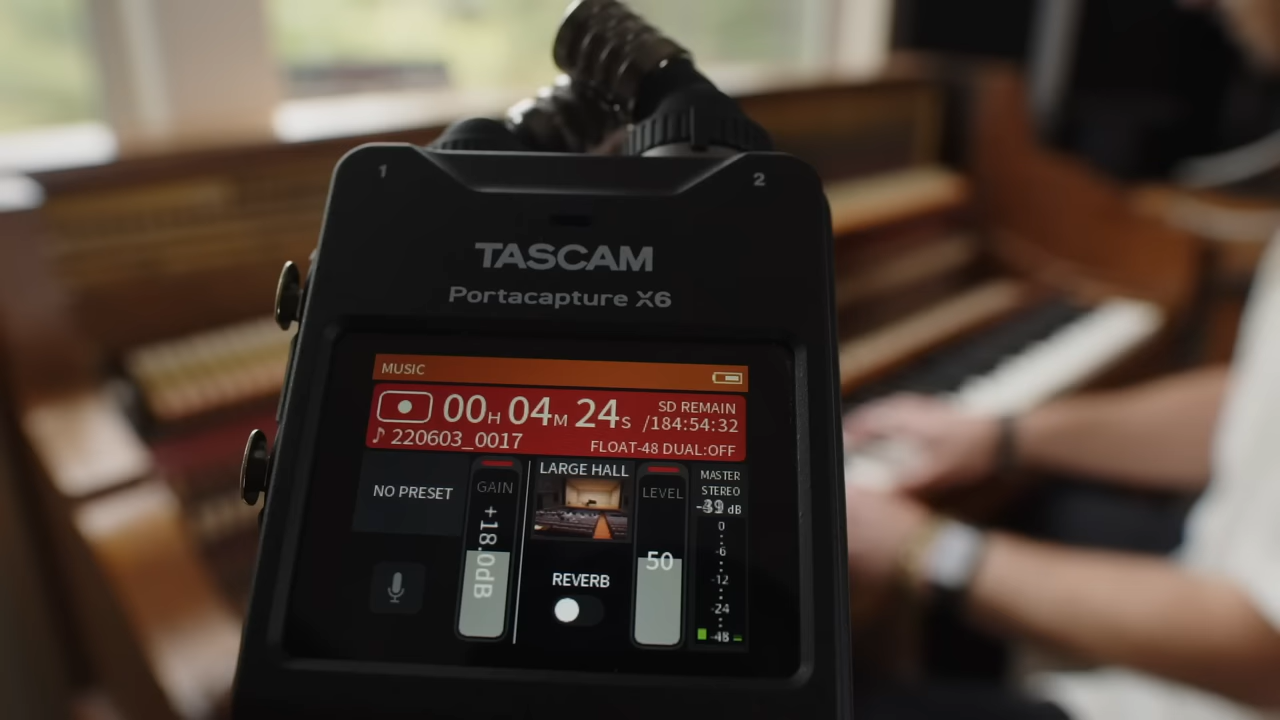 1
2
TASCAM
Portacapture X6
MUSIC
00H 04M 24S
SD REMAIN
/184:54:32
220603_0017
FLOAT-48 DUAL:OFF
NO PRESET
GAIN
+18.0dB
LARGE HALL
REVERB
LEVEL
50
MASTER
STEREO
dB
0
-6
-12
-24
-48